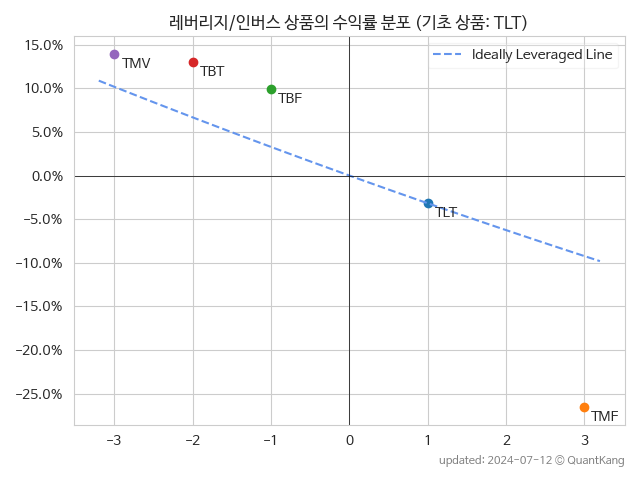 레버리지/인버스 상품의 수익률 분포 (기초 상품: TLT)
15.0%
10.0%
5.0%
0.0%
−5.0%
−10.0%
−15.0%
−20.0%
−25.0%
Ideally Leveraged Line
TMV
TBT
TBF
TLT
TMF
−3
−2
−1
0
1
2
3
updated: 2024-07-12 © QuantKang